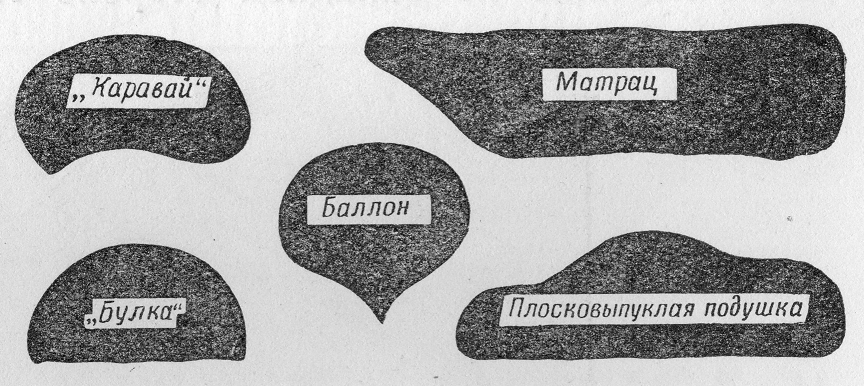 „Каравай“
Матрац
Баллон
„Булка“
Плосковыпуклая подушка